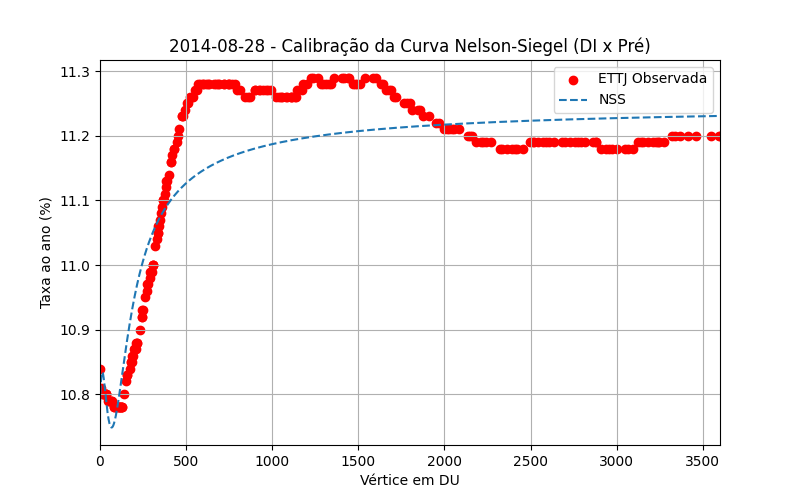 2014-08-28 - Calibração da Curva Nelson-Siegel (DI x Pré)
ETTJ Observada
NSS
Taxa ao ano (%)
11.3
11.2
11.1
11.0
10.9
10.8
0 500 1000 1500 2000 2500 3000 3500
Vértice em DU